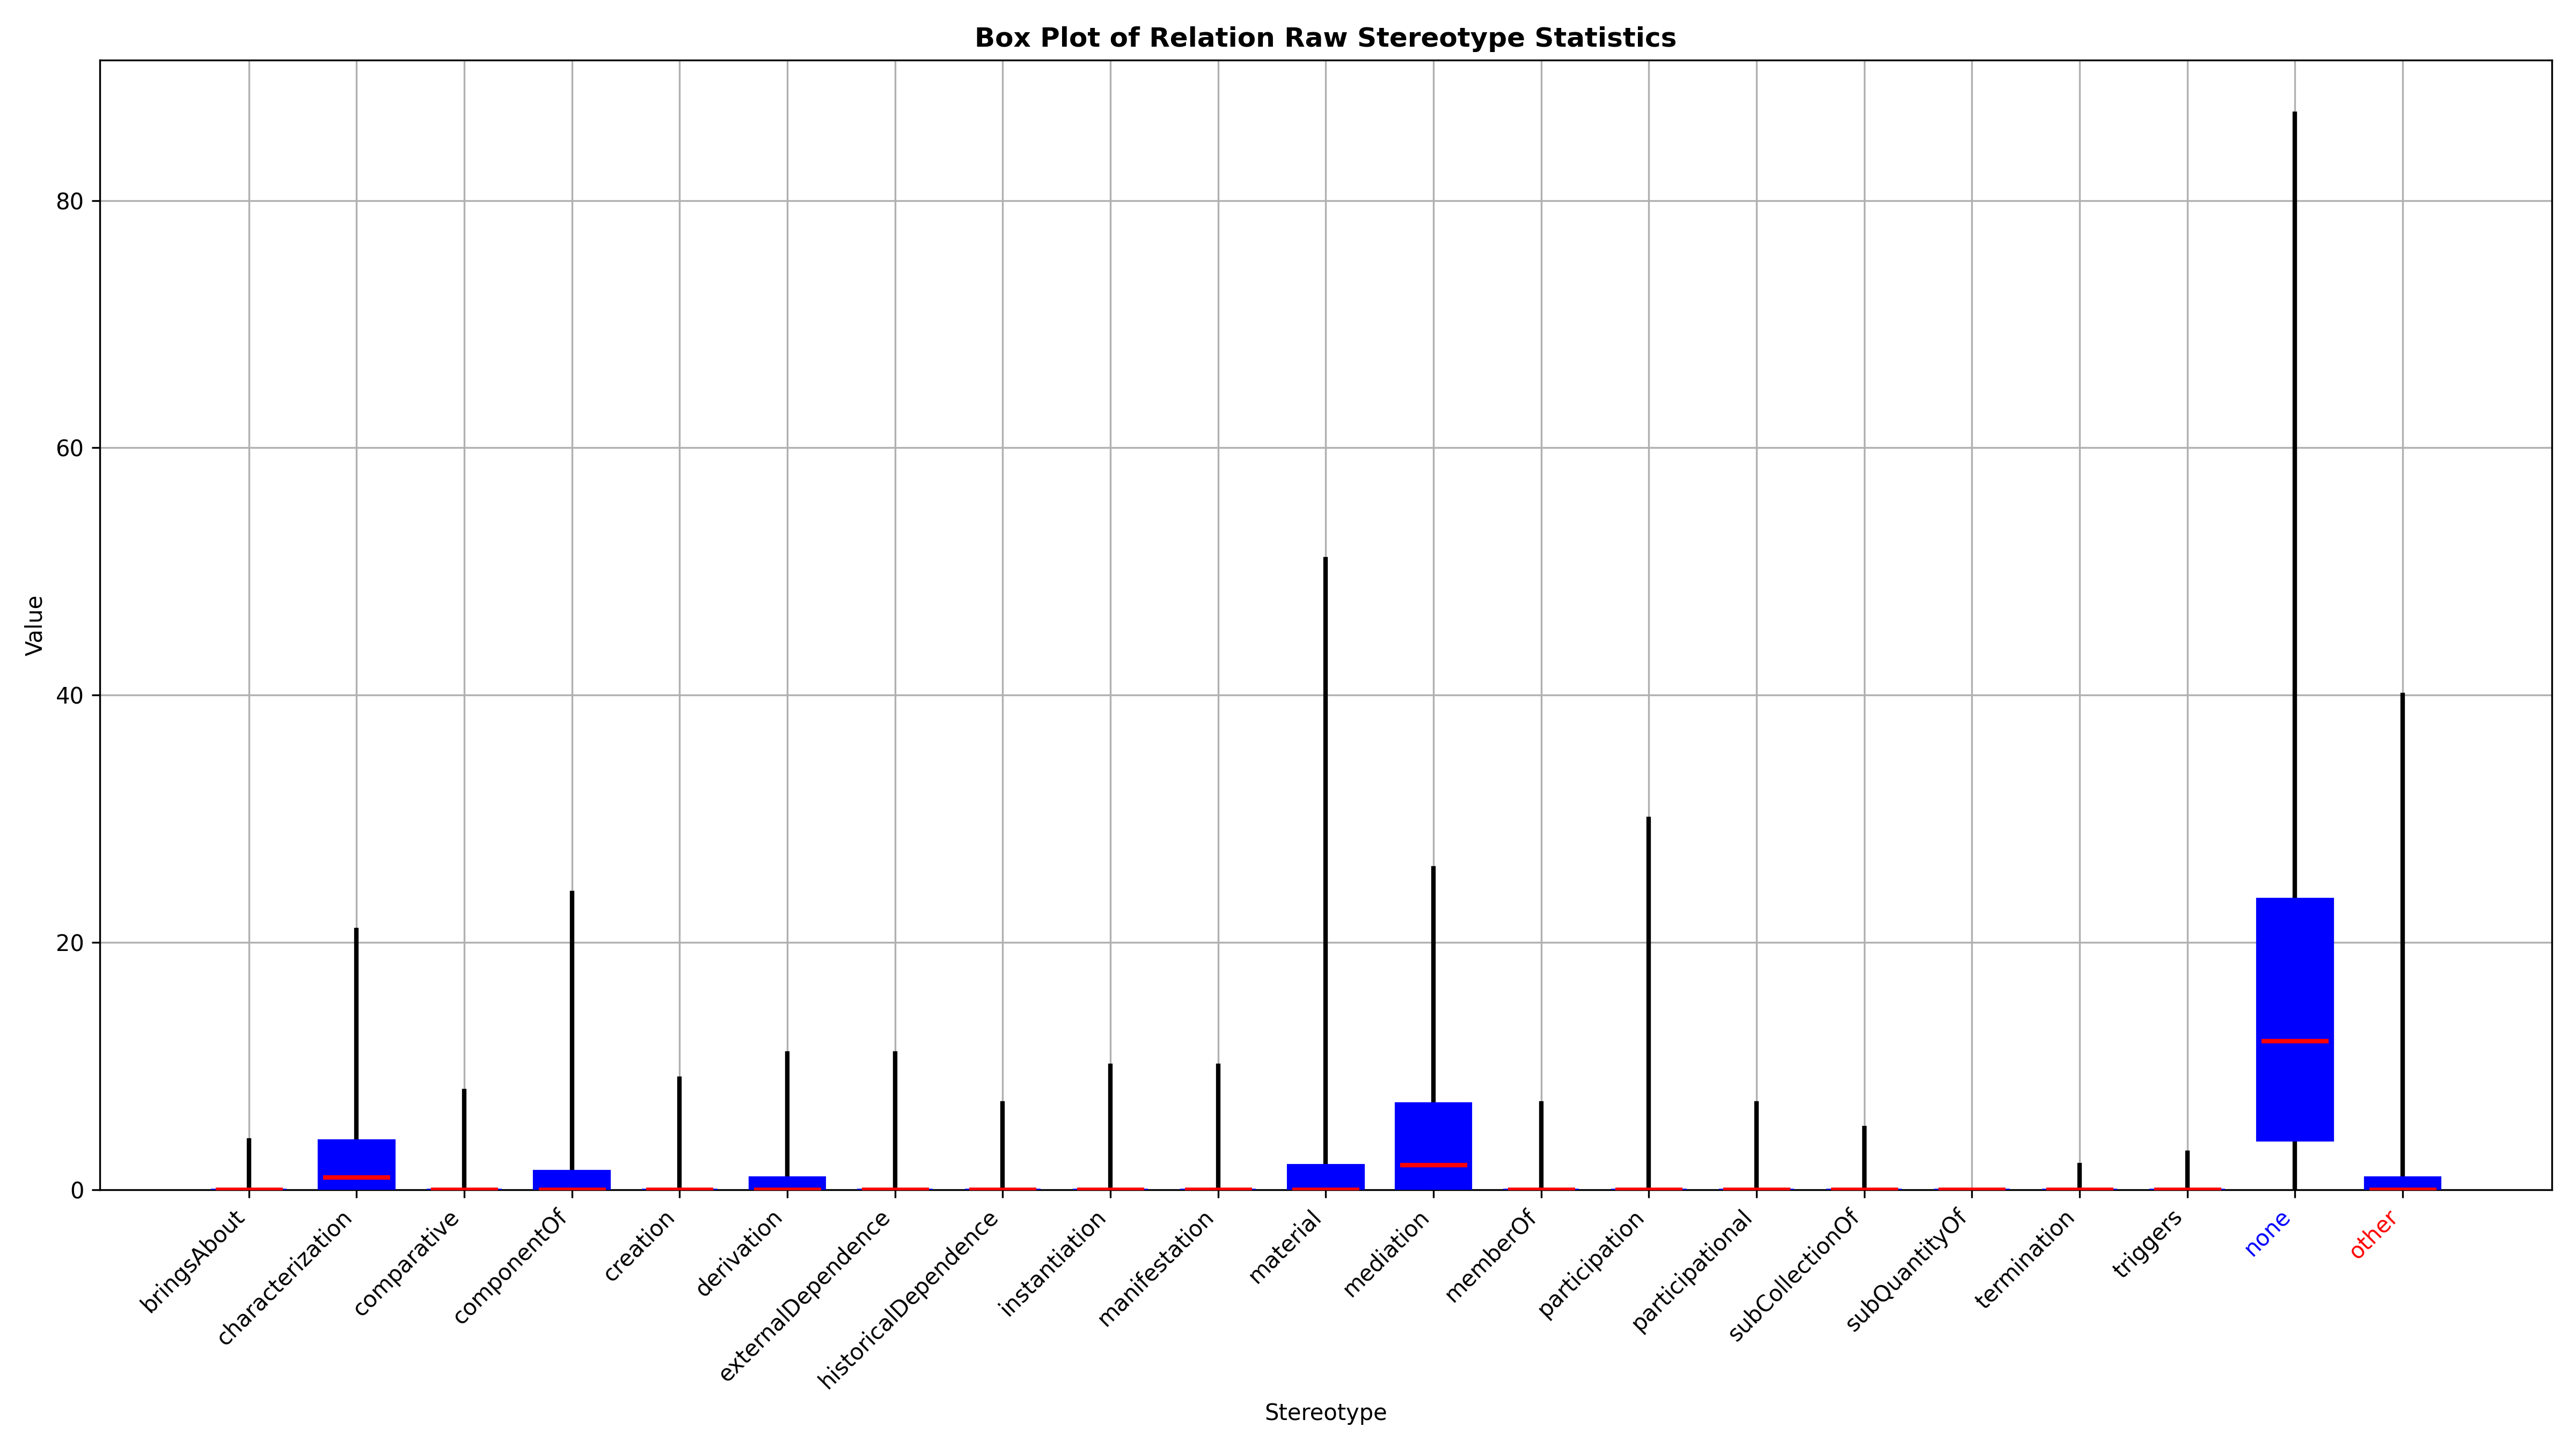 Box Plot of Relation Raw Stereotype Statistics
80
60
40
20
0
Value
bringsAbout
characterization
comparative
componentOf
creation
derivation
externalDependence
historicalDependence
instantiation
manifestation
material
mediation
memberOf
participation
participational
subCollectionOf
subQuantityOf
termination
triggers
none
other
Stereotype